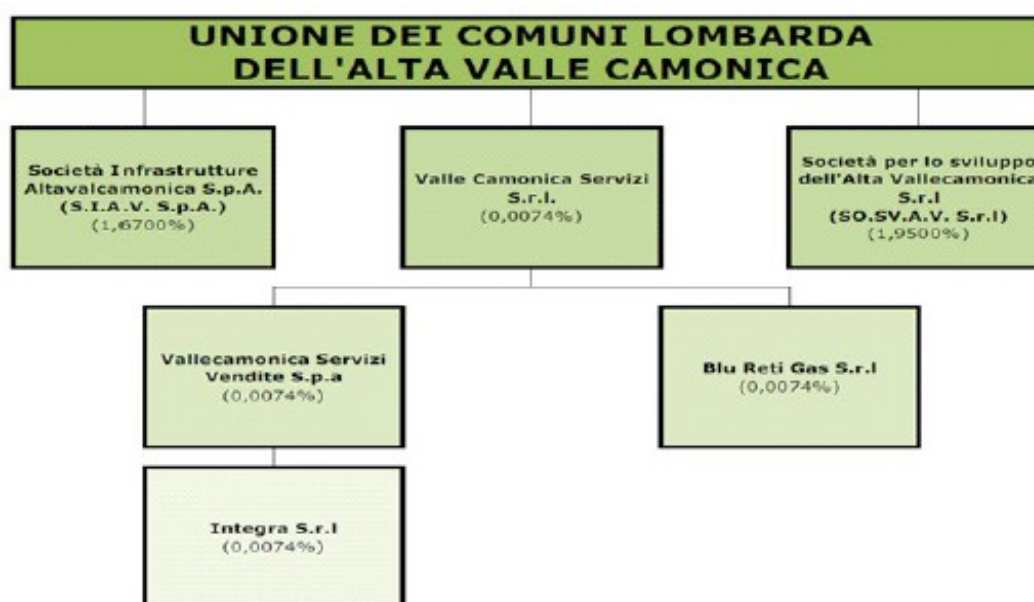 UNIONE DEI COMUNI LOMBARDA
DELL'ALTA VALLE CAMONICA
Società Infrastrutture
Altavalcamonica S.p.A.
(S.I.A.V. S.p.A.)
(1,6700%)
Valle Camonica Servizi
S.r.l.
(0,0074%)
Società per lo sviluppo
dell'Alta Vallecamonica
S.r.l
(SO.SV.A.V. S.r.l)
(1,9500%)
Vallecamonica Servizi
Vendite S.p.a
(0,0074%)
Blu Reti Gas S.r.l
(0,0074%)
Integra S.r.l
(0,0074%)